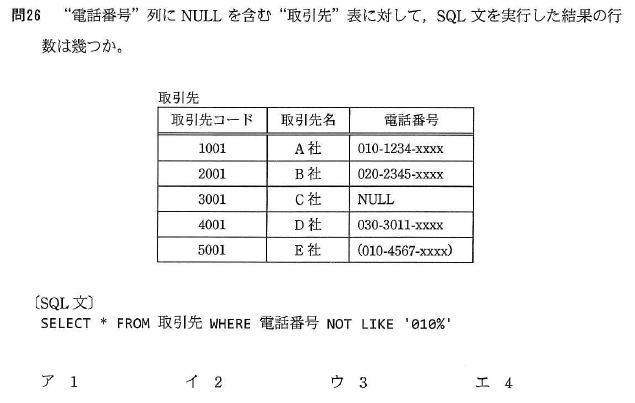 問26 “電話番号”列に NULL を含む“取引先”表に対して，SQL 文を実行した結果の行
数は幾つか。
取引先
取引先コード 取引先名 電話番号
1001 A 社 010-1234-xxxx
2001 B 社 020-2345-xxxx
3001 C 社 NULL
4001 D 社 030-3011-xxxx
5001 E 社 (010-4567-xxxx)
〔SQL 文〕
SELECT * FROM 取引先 WHERE 電話番号 NOT LIKE '010%'
ア 1 イ 2 ウ 3 エ 4